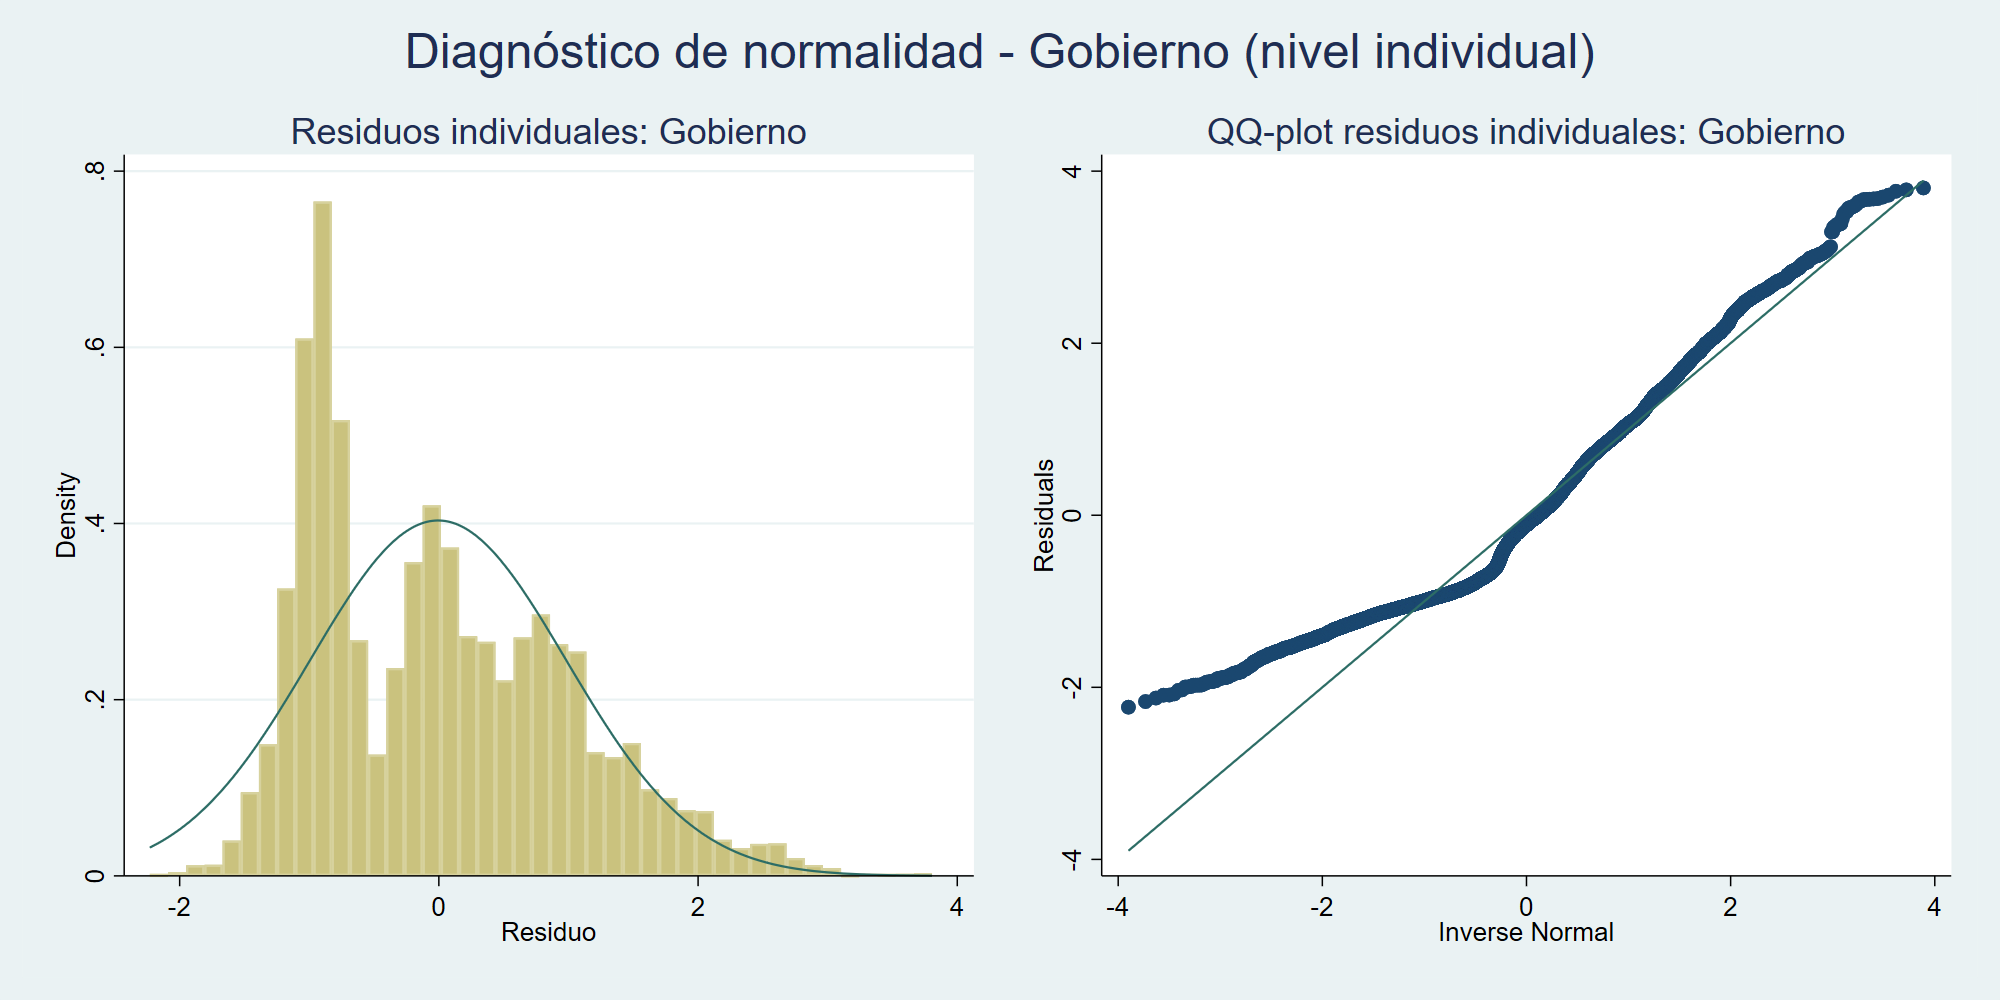 Diagnóstico de normalidad - Gobierno (nivel individual)
Residuos individuales: Gobierno
Density
.8
.6
.4
.2
0
-2
0
2
4
Residuo
QQ-plot residuos individuales: Gobierno
Residuals
4
2
0
-2
-4
-4
-2
0
2
4
Inverse Normal